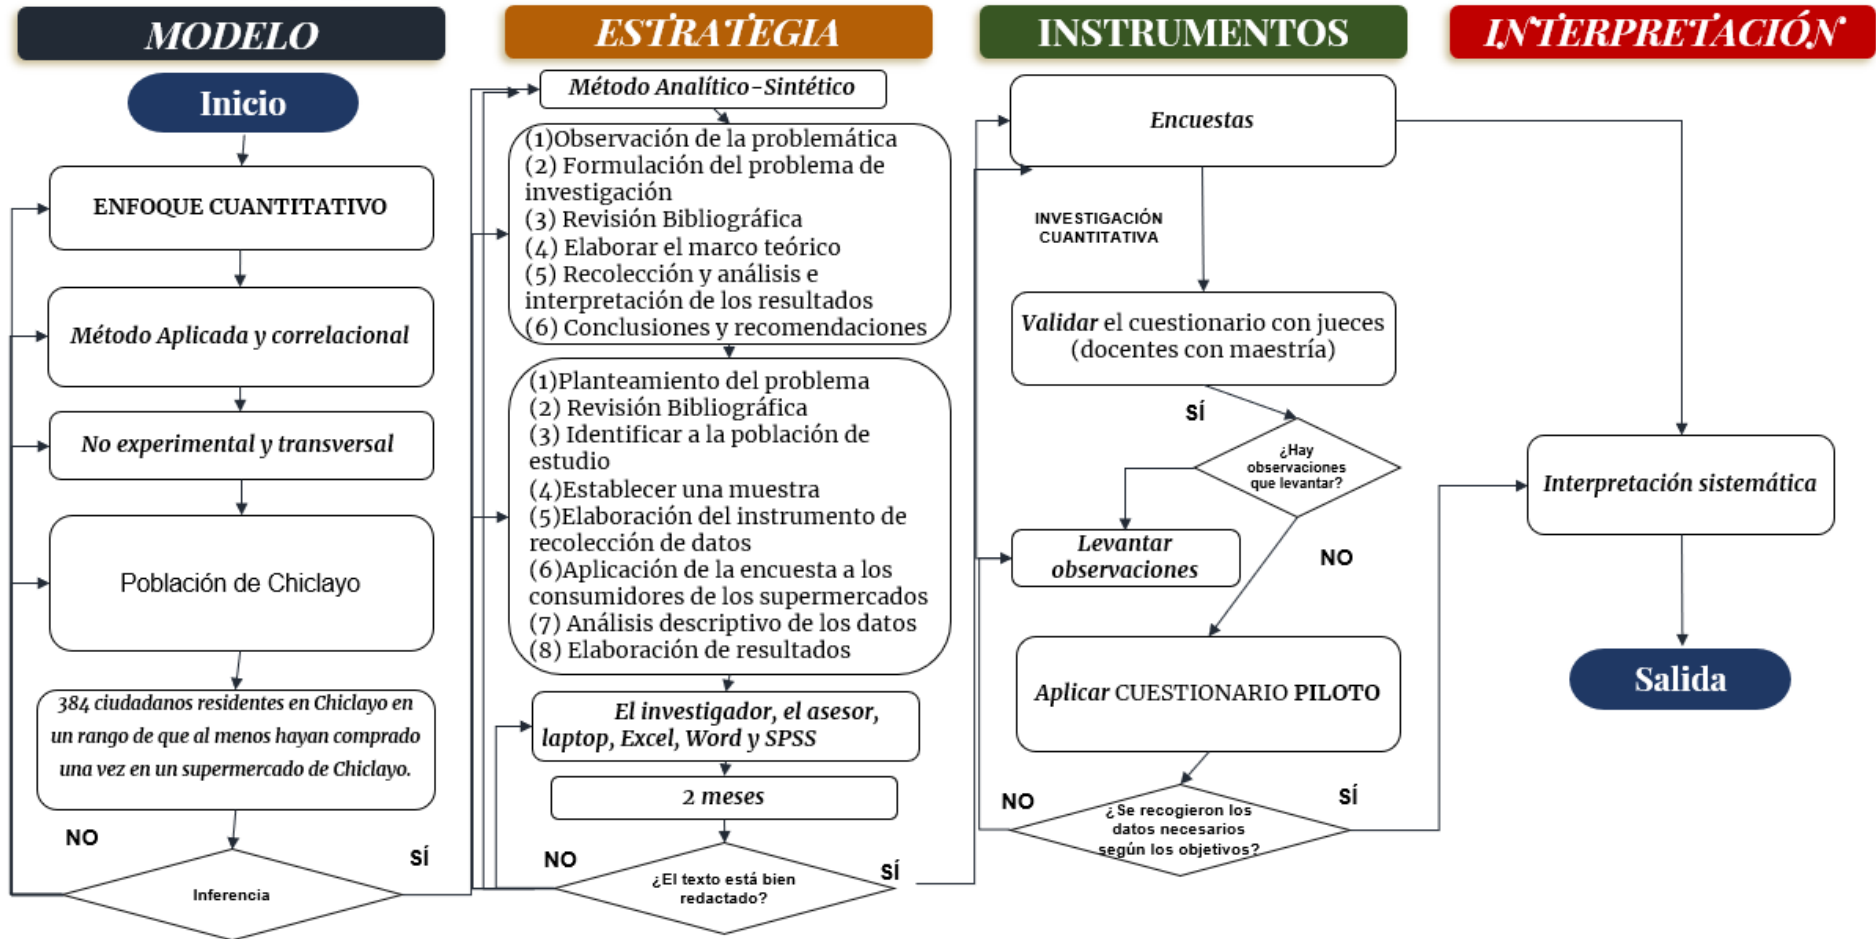 MODELO
ESTRATEGIA
INSTRUMENTOS
INTERPRETACIÓN
Inicio
ENFOQUE CUANTITATIVO
Método Aplicada y correlacional
No experimental y transversal
Población de Chiclayo
384 ciudadanos residentes en Chiclayo en
un rango de que al menos hayan comprado
una vez en un supermercado de Chiclayo.
NO
SÍ
Inferencia
Método Analítico-Sintético
(1)Observación de la problemática
(2) Formulación del problema de
investigación
(3) Revisión Bibliográfica
(4) Elaborar el marco teórico
(5) Recolección y análisis e
interpretación de los resultados
(6) Conclusiones y recomendaciones
(1)Planteamiento del problema
(2) Revisión Bibliográfica
(3) Identificar a la población de
estudio
(4)Establecer una muestra
(5)Elaboración del instrumento de
recolección de datos
(6)Aplicación de la encuesta a los
consumidores de los supermercados
(7) Análisis descriptivo de los datos
(8) Elaboración de resultados
El investigador, el asesor,
laptop, Excel, Word y SPSS
2 meses
NO
SÍ
¿El texto está bien
redactado?
Encuestas
INVESTIGACIÓN
CUANTITATIVA
Validar el cuestionario con jueces
(docentes con maestría)
SÍ
¿Hay
observaciones
que levantar?
Levantar
observaciones
NO
Aplicar CUESTIONARIO PILOTO
NO
SÍ
¿Se recogieron los
datos necesarios
según los objetivos?
Interpretación sistemática
Salida